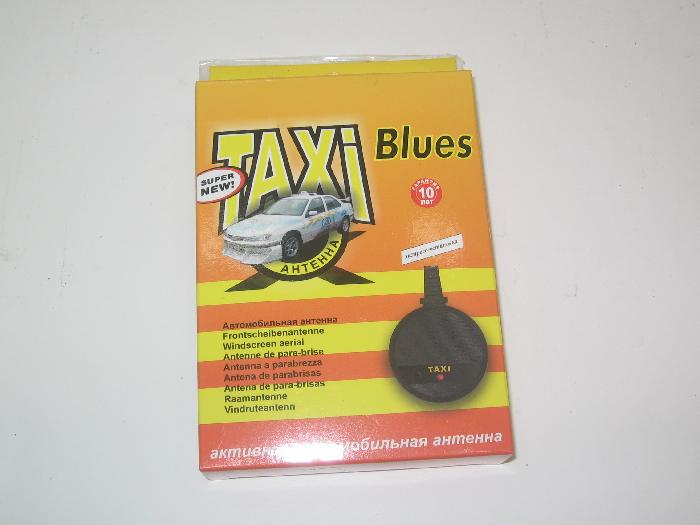 TAXi Blues
SUPER
NEW!
ГАРАНТИЯ
10
лет
АНТЕННА
TAXI
Автомобильная антенна
Frontscheibenantenne
Windscreen aerial
Antenne de pare-brise
Antenna a parabrezza
Antena de parabrisas
Antena de para-brisas
Raamantenne
Vindruteantenn
антенна